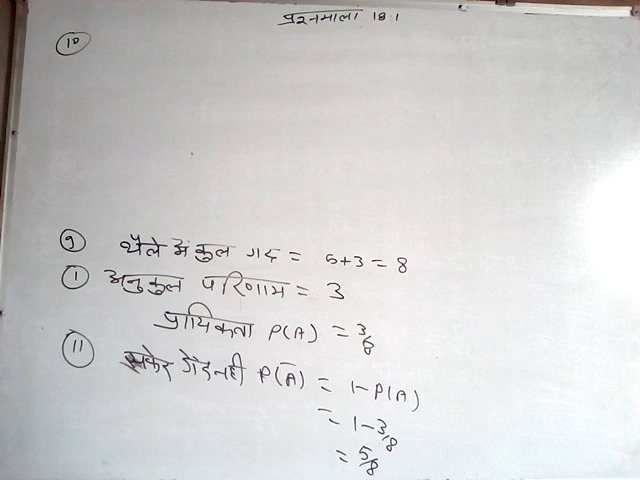 प्रश्नमाला 18.1
10
9 थैले में कुल गेंद = 5+3 = 8
i अनुकुल परिणाम = 3
प्रायिकता P(A) = 3/8
ii सफेद गेंद नही P(Ā) = 1-P(A)
= 1-3/8
= 5/8